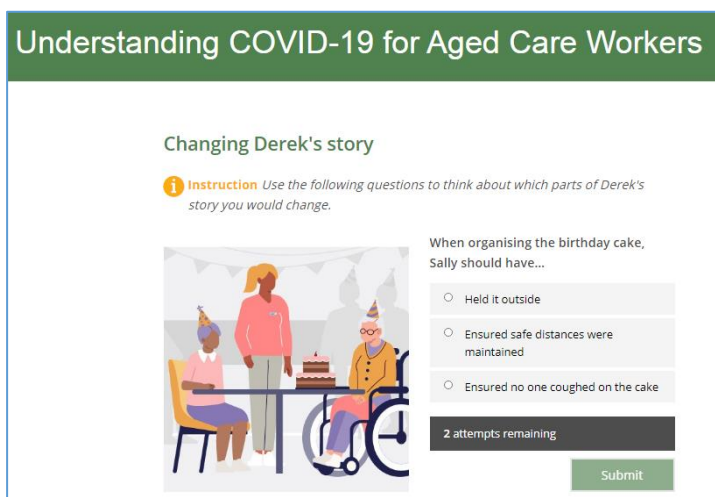 Understanding COVID-19 for Aged Care Workers
Changing Derek's story
i Instruction Use the following questions to think about which parts of Derek's
story you would change.
When organising the birthday cake,
Sally should have...
Held it outside
Ensured safe distances were
maintained
Ensured no one coughed on the cake
2 attempts remaining
Submit